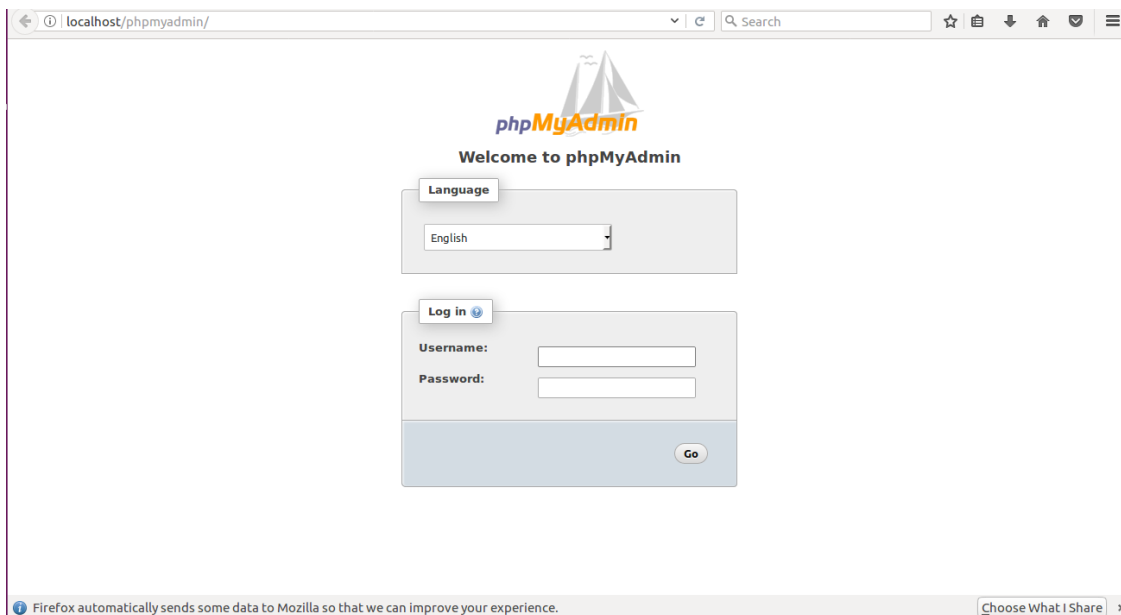 localhost/phpmyadmin/
Search
phpMyAdmin
Welcome to phpMyAdmin
Language
English
Log in
Username:
Password:
Go
Firefox automatically sends some data to Mozilla so that we can improve your experience.
Choose What I Share